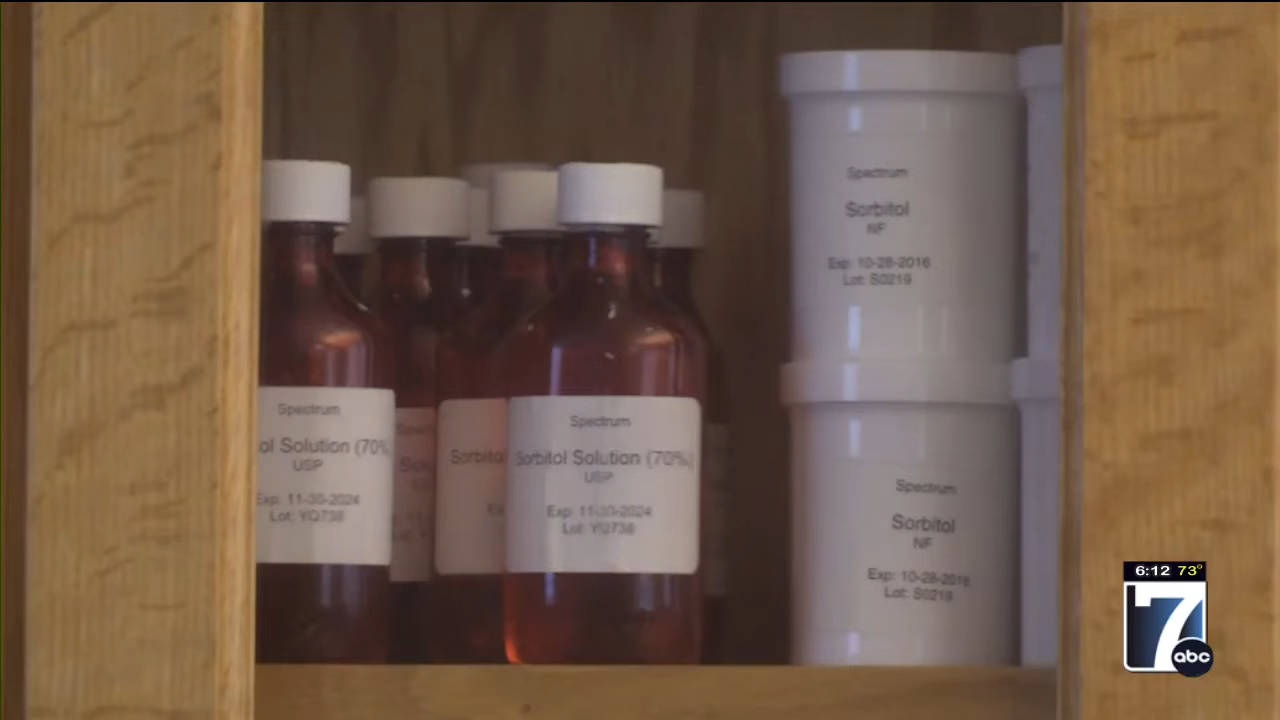 Spectrum
ol Solution (70%
USP
Exp: 11-30-2024
Lot: YQ738
Sorbito
Ex
Spectrum
Sorbitol Solution (70%)
USP
Exp: 11-30-2024
Lot: YQ738
Spectrum
Sorbitol
NF
Exp: 10-28-2016
Lot: S0219
Spectrum
Sorbitol
NF
Exp: 10-28-2016
Lot: S0219
6:12 73°
7
abc